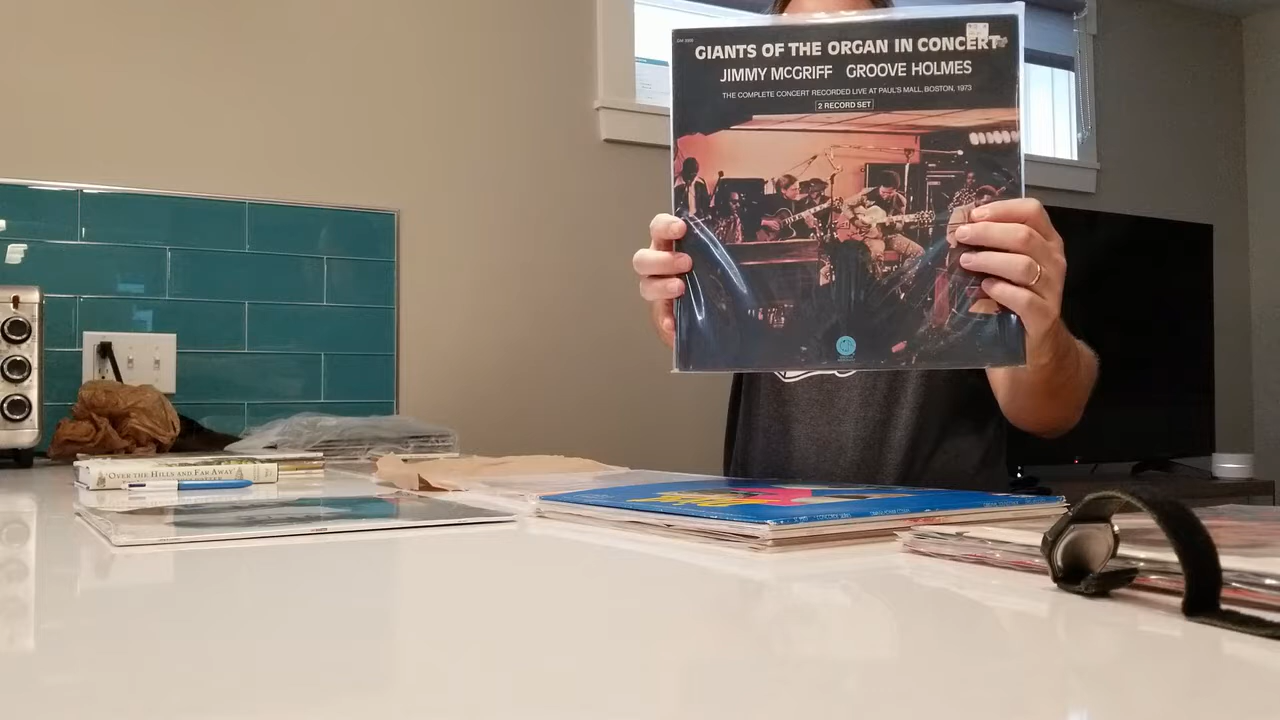 GIANTS OF THE ORGAN IN CONCERT
JIMMY MCGRIFF GROOVE HOLMES
THE COMPLETE CONCERT RECORDED LIVE AT PAUL'S MALL, BOSTON, 1973
2 RECORD SET
OVER THE HILLS AND FAR AWAY